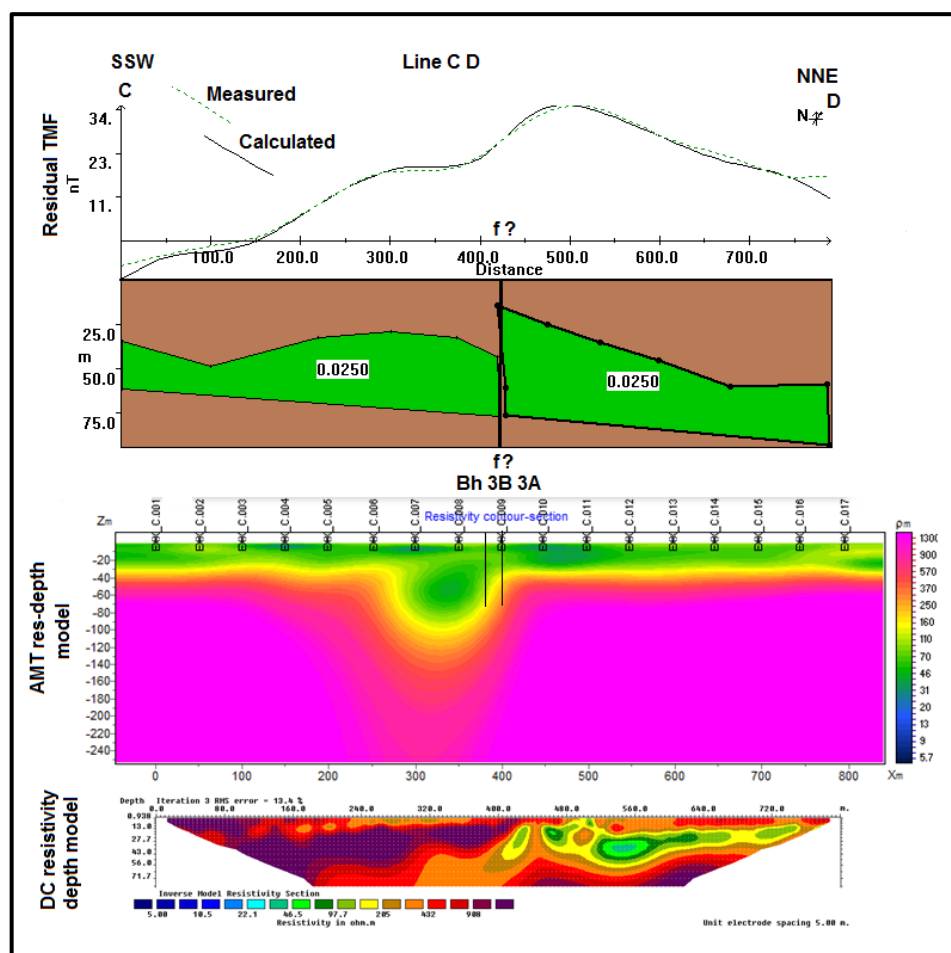 SSW
Line C D
NNE
C
D
Measured
N
Calculated
Residual TMF
nT
34.
23.
11.
f ?
100.0 200.0 300.0 400.0 500.0 600.0 700.0
Distance
25.0
m
50.0
75.0
0.0250
0.0250
f ?
Bh 3B 3A
Resistivity contour-section
Zm
ρm
AMT res-depth
model
-20
-40
-60
-80
-100
-120
-140
-160
-180
-200
-220
-240
1300
900
570
370
250
160
110
70
46
31
20
13
9
5.7
0 100 200 300 400 500 600 700 800 Xm
DC resistivity
depth model
Depth Iteration 3 RMS error = 13.4 %
0.0 80.0 160.0 240.0 320.0 400.0 480.0 560.0 640.0 720.0 m.
0.938
13.0
27.7
43.0
56.0
71.7
Inverse Model Resistivity Section
5.00 10.5 22.1 46.5 97.7 205 432 908
Resistivity in ohm.m
Unit electrode spacing 5.00 m.